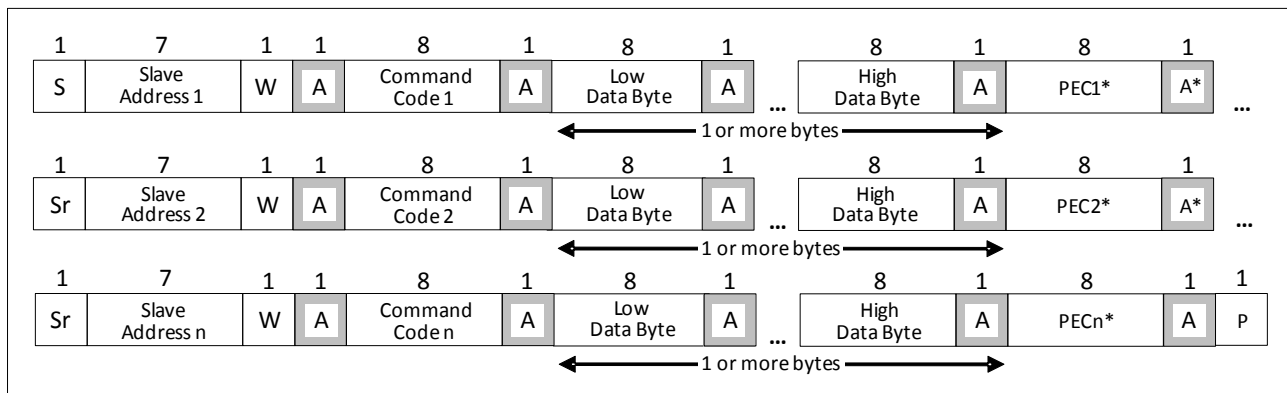 1 7 1 1 8 1 8 1 8 1 8 1
S Slave Address 1 W A Command Code 1 A Low Data Byte A ... High Data Byte A PEC1* A* ...
1 or more bytes
1 7 1 1 8 1 8 1 8 1 8 1
Sr Slave Address 2 W A Command Code 2 A Low Data Byte A ... High Data Byte A PEC2* A* ...
1 or more bytes
1 7 1 1 8 1 8 1 8 1 8 1 1
Sr Slave Address n W A Command Code n A Low Data Byte A ... High Data Byte A PECn* A P
1 or more bytes